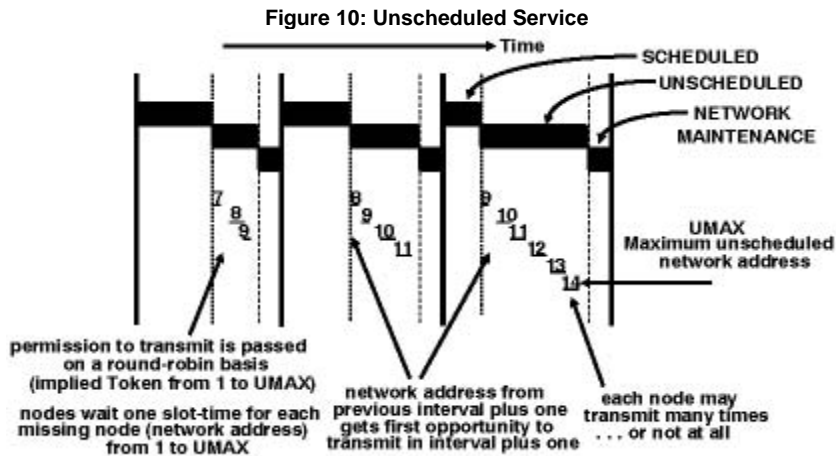 Figure 10: Unscheduled Service
Time
SCHEDULED
UNSCHEDULED
NETWORK
MAINTENANCE
7
8
9
8
9
10
11
9
10
11
12
13
14
UMAX
Maximum unscheduled
network address
permission to transmit is passed
on a round-robin basis
(implied Token from 1 to UMAX)
nodes wait one slot-time for each
missing node (network address)
from 1 to UMAX
network address from
previous interval plus one
gets first opportunity to
transmit in interval plus one
each node may
transmit many times
. . . or not at all